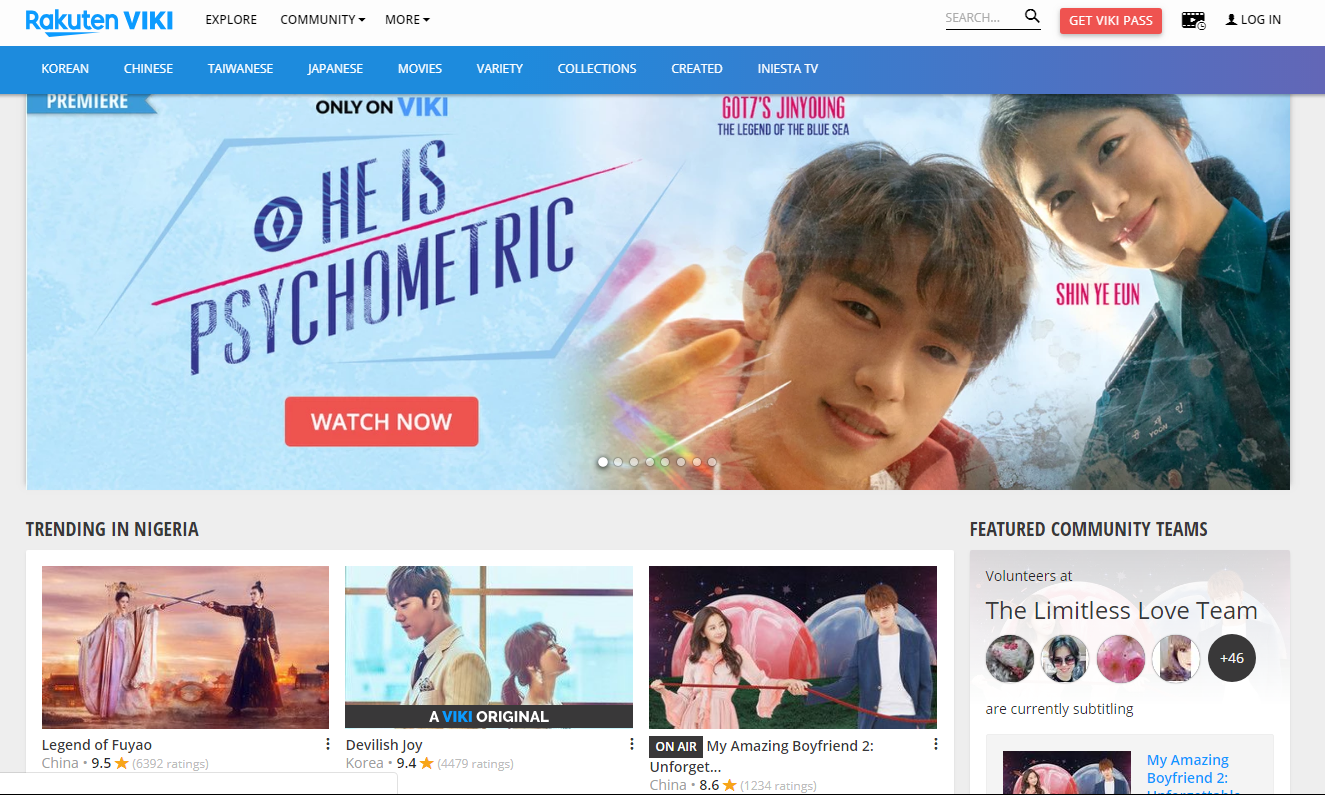 Rakuten VIKI
EXPLORE
COMMUNITY
MORE
SEARCH...
GET VIKI PASS
LOG IN
KOREAN
CHINESE
TAIWANESE
JAPANESE
MOVIES
VARIETY
COLLECTIONS
CREATED
INIESTA TV
PREMIERE
ONLY ON VIKI
HE IS
PSYCHOMETRIC
WATCH NOW
GOT7'S JINYOUNG
THE LEGEND OF THE BLUE SEA
SHIN YE EUN
YOON
TRENDING IN NIGERIA
A VIKI ORIGINAL
Legend of Fuyao
China • 9.5 (6392 ratings)
Devilish Joy
Korea • 9.4 (4479 ratings)
ON AIR My Amazing Boyfriend 2:
Unforget...
China • 8.6 (1234 ratings)
FEATURED COMMUNITY TEAMS
Volunteers at
The Limitless Love Team
+46
are currently subtitling
My Amazing
Boyfriend 2:
Unforgettable